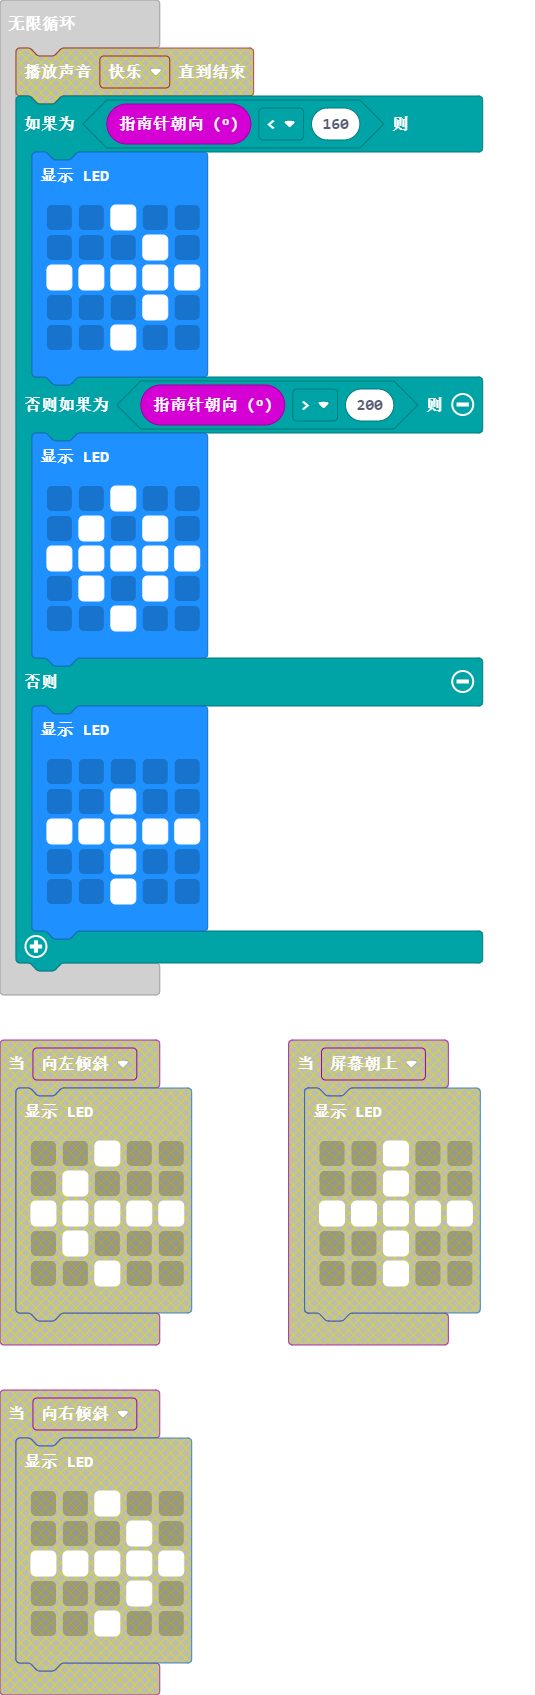 无限循环
播放声音 快乐 直到结束
如果为 指南针朝向 (º) < 160 则
显示 LED
否则如果为 指南针朝向 (º) > 200 则
显示 LED
否则
显示 LED
当 向左倾斜
显示 LED
当 屏幕朝上
显示 LED
当 向右倾斜
显示 LED